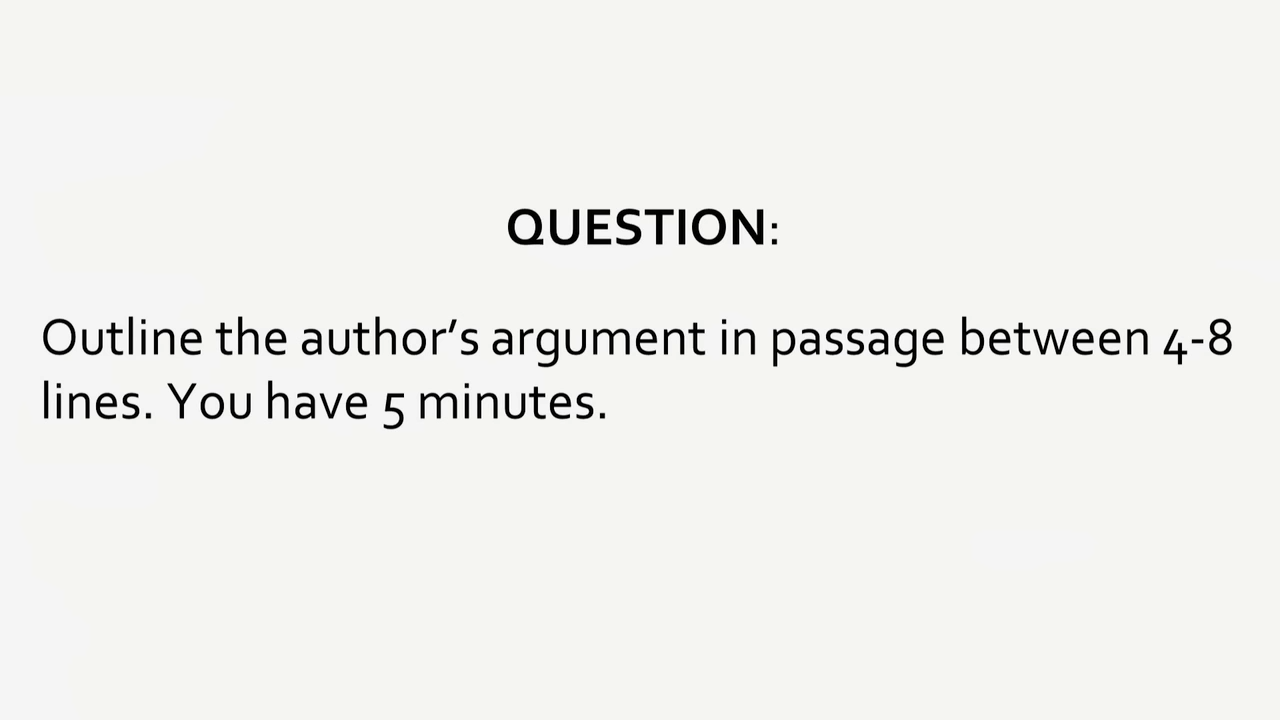 QUESTION:
Outline the author’s argument in passage between 4-8
lines. You have 5 minutes.